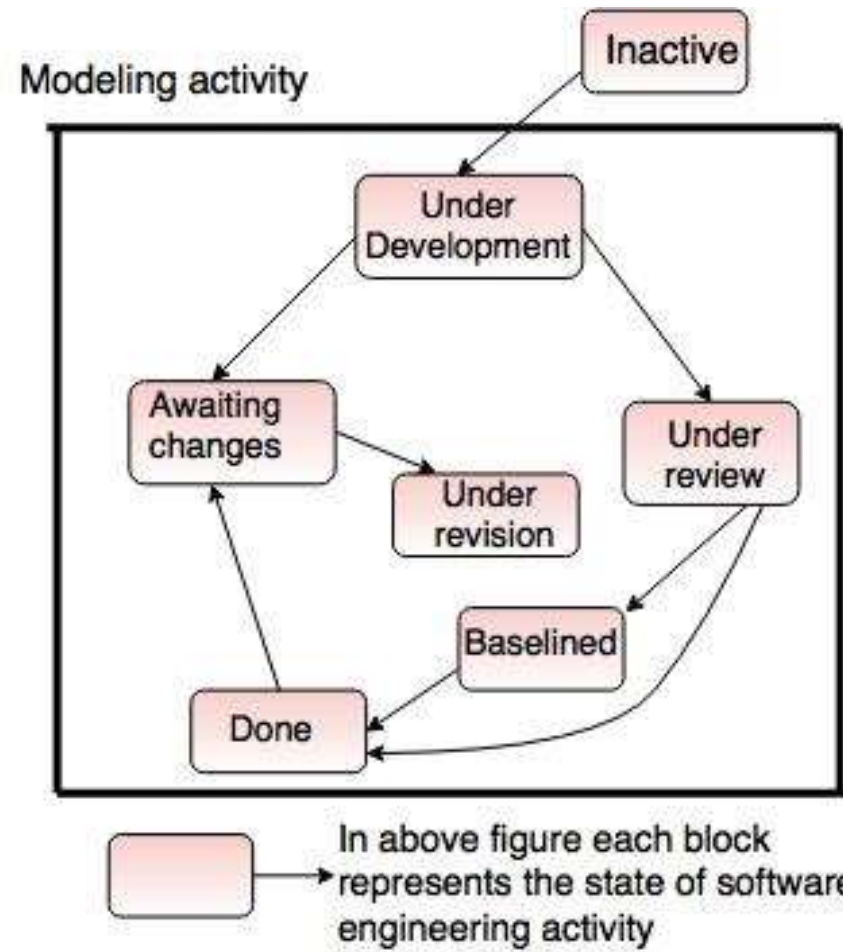 Inactive
Modeling activity
Under
Development
Awaiting
changes
Under
review
Under
revision
Baselined
Done
In above figure each block
represents the state of software
engineering activity